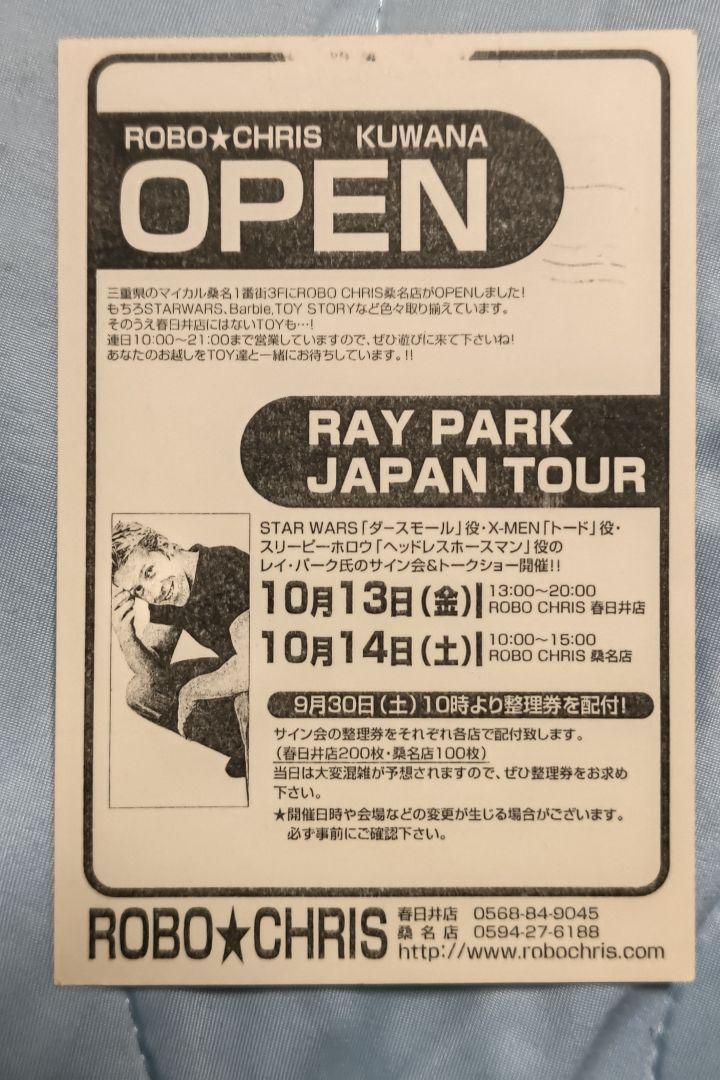 ROBO★CHRIS KUWANA
OPEN
三重県のマイカル桑名1番街3FにROBO CHRIS桑名店がOPENしました!
もちろSTARWARS、Barbie,TOY STORYなど色々取り揃えています。
そのうえ春日井店にはないTOYも…!
連日10:00〜21:00まで営業していますので、ぜひ遊びに来て下さいね!
あなたのお越しをTOY達と一緒にお待ちしています。!!
RAY PARK
JAPAN TOUR
STAR WARS「ダースモール」役・X-MEN「トード」役・
スリーピーホロウ「ヘッドレスホースマン」役の
レイ・パーク氏のサイン会&トークショー開催!!
10月13日(金) 13:00〜20:00
ROBO CHRIS 春日井店
10月14日(土) 10:00〜15:00
ROBO CHRIS 桑名店
9月30日(土)10時より整理券を配付!
サイン会の整理券をそれぞれ各店で配付致します。
(春日井店200枚・桑名店100枚)
当日は大変混雑が予想されますので、ぜひ整理券をお求め
下さい。
★開催日時や会場などの変更が生じる場合がございます。
必ず事前にご確認下さい。
ROBO★CHRIS
春日井店 0568-84-9045
桑名店 0594-27-6188
http://www.robochris.com